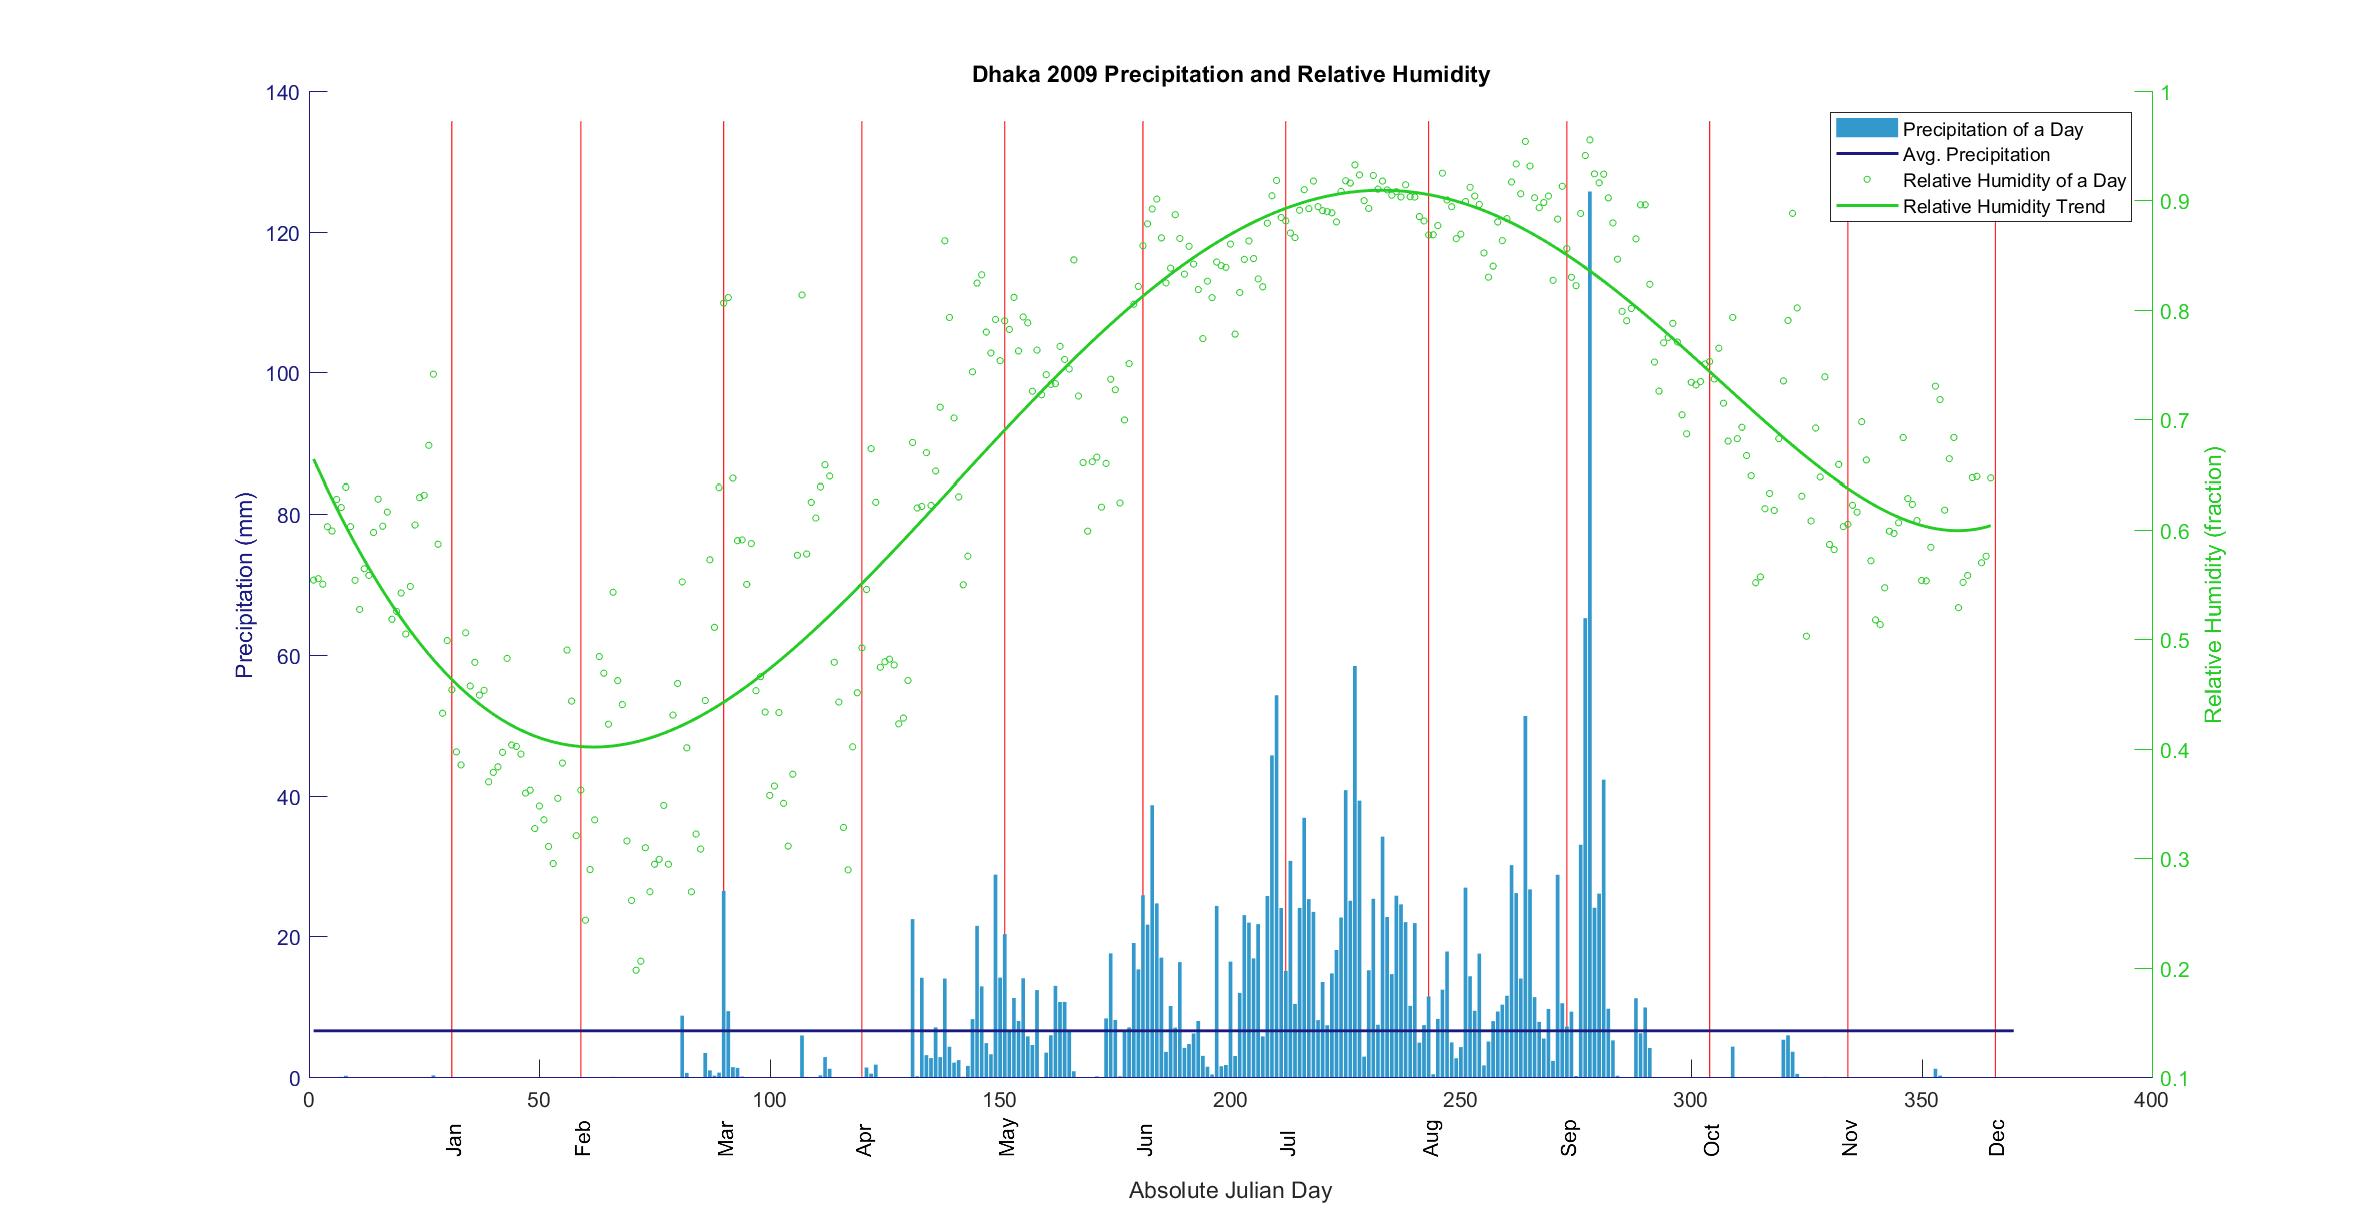 Dhaka 2009 Precipitation and Relative Humidity
140
120
100
80
60
40
20
0
Precipitation (mm)
1
0.9
0.8
0.7
0.6
0.5
0.4
0.3
0.2
0.1
Relative Humidity (fraction)
Precipitation of a Day
Avg. Precipitation
Relative Humidity of a Day
Relative Humidity Trend
0 50 100 150 200 250 300 350 400
Jan Feb Mar Apr May Jun Jul Aug Sep Oct Nov Dec
Absolute Julian Day